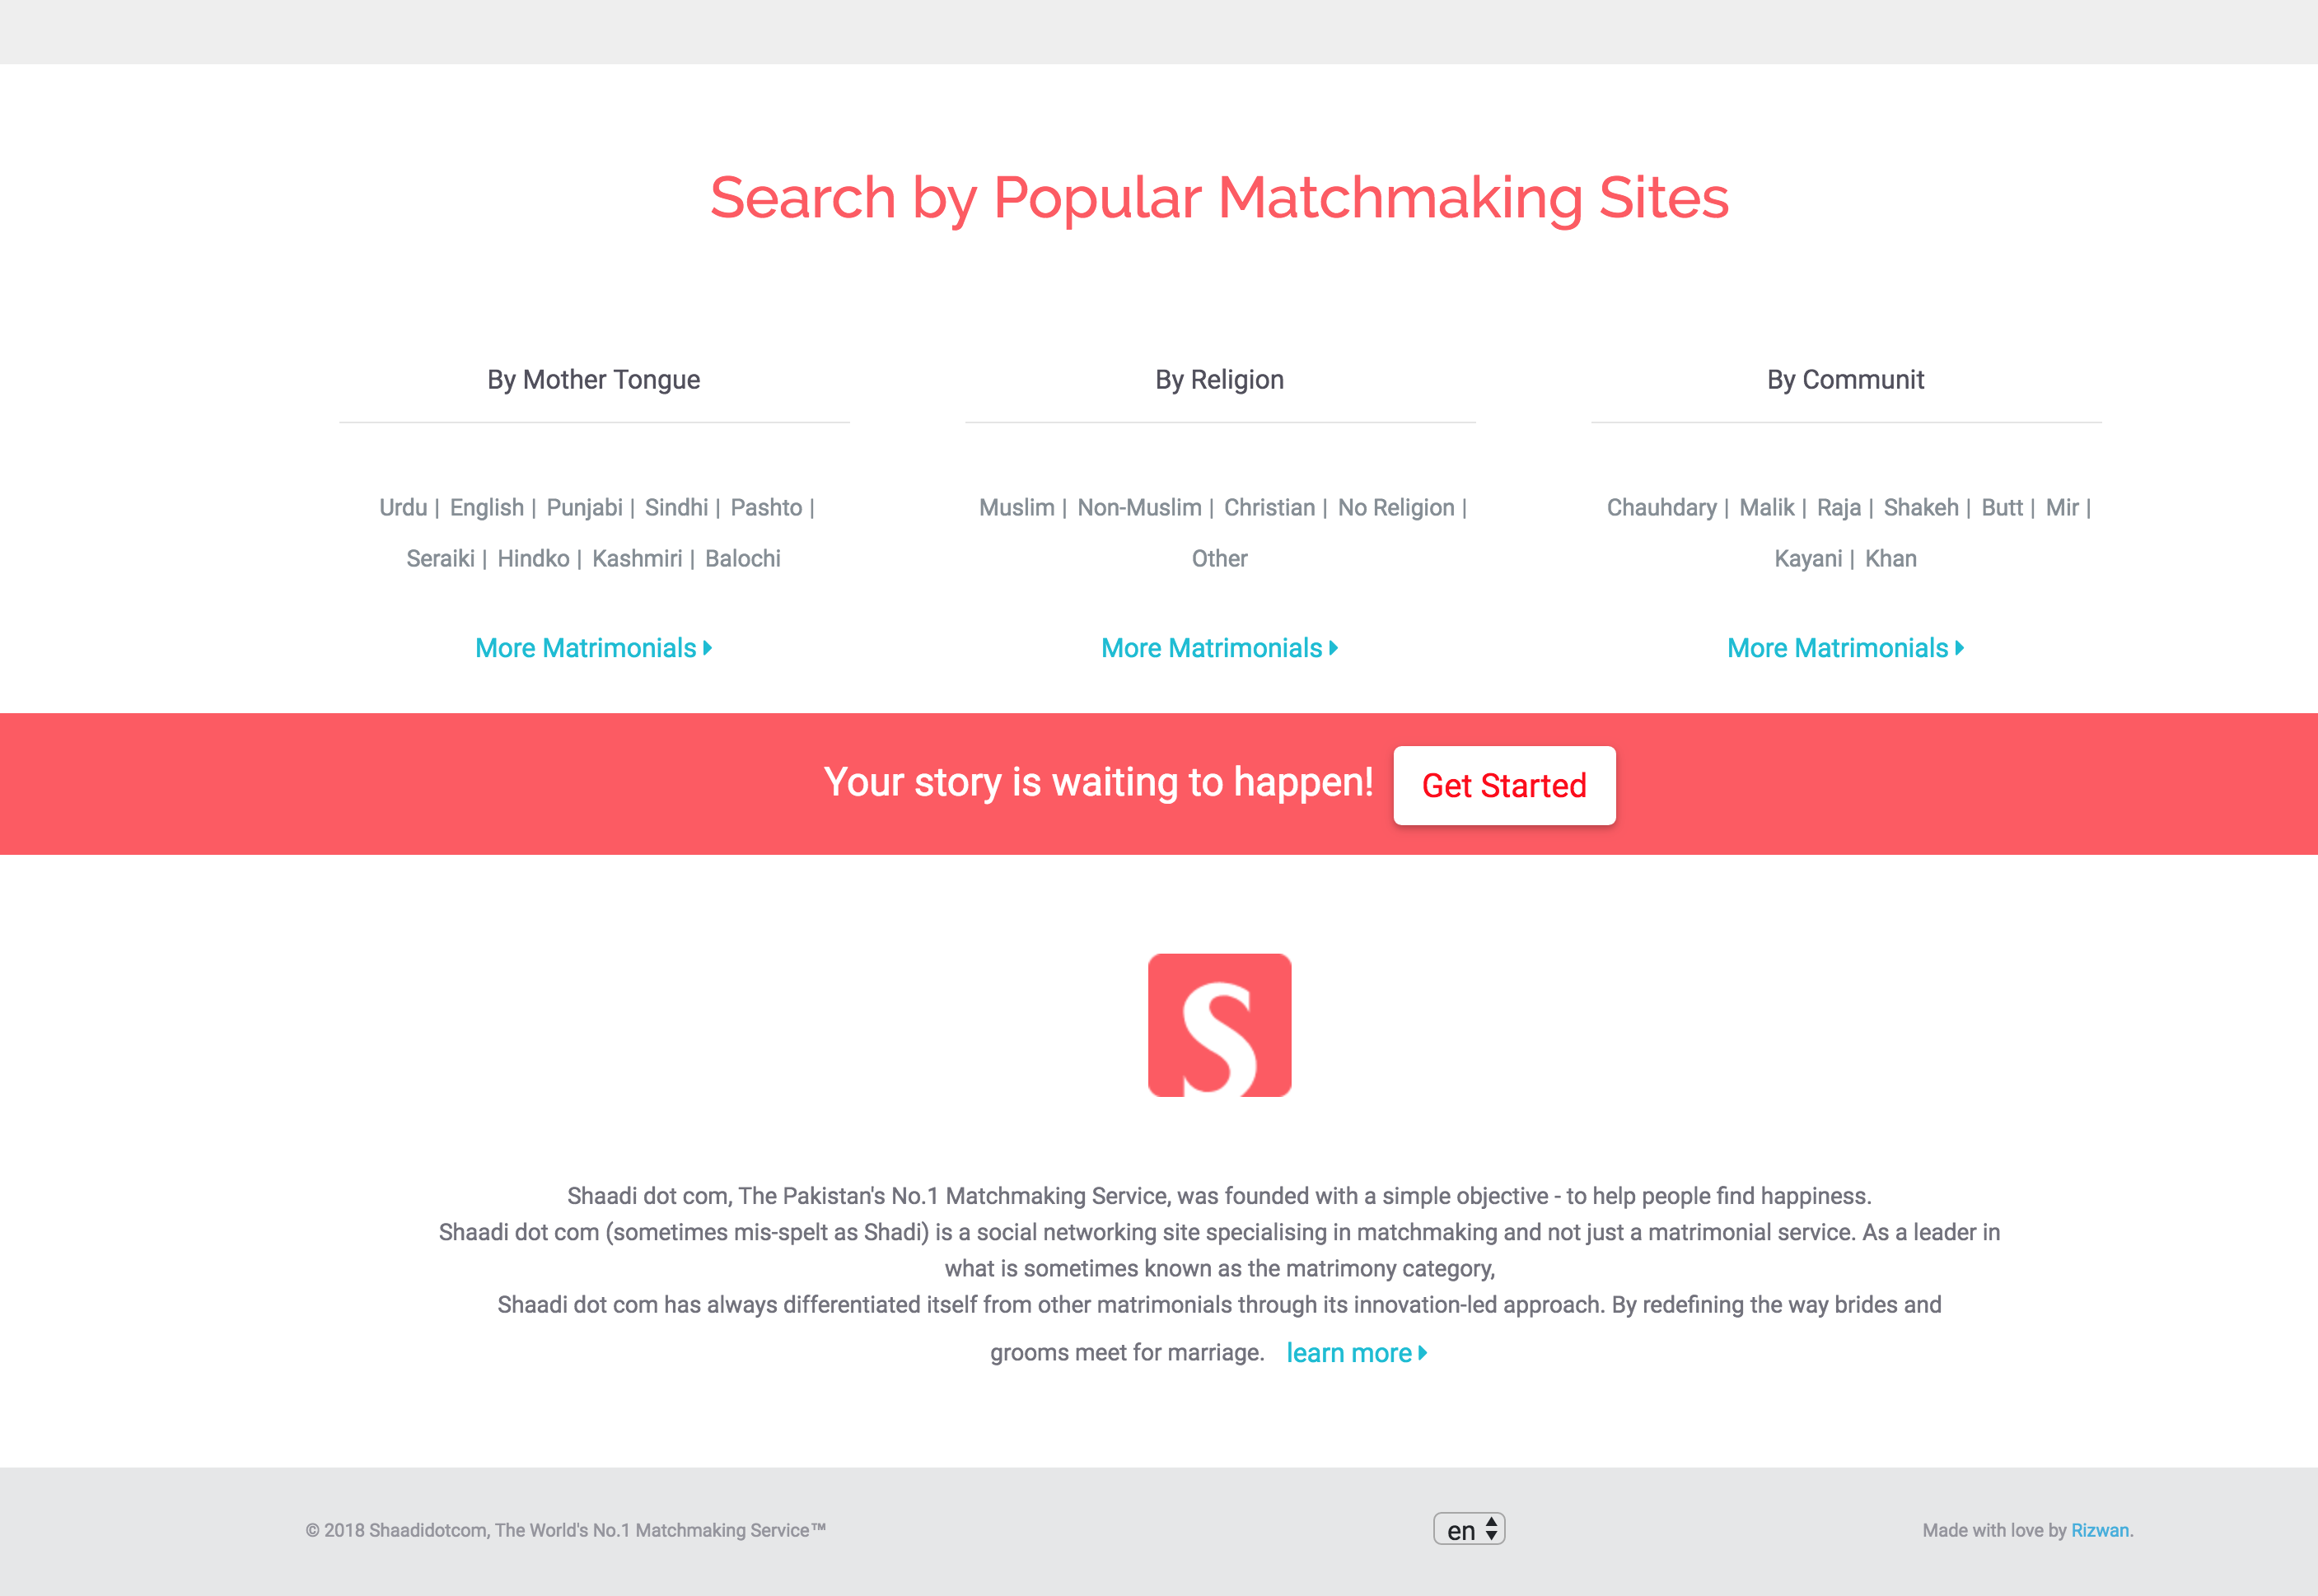 Search by Popular Matchmaking Sites
By Mother Tongue
Urdu | English | Punjabi | Sindhi | Pashto |
Seraiki | Hindko | Kashmiri | Balochi
More Matrimonials
By Religion
Muslim | Non-Muslim | Christian | No Religion |
Other
More Matrimonials
By Communit
Chauhdary | Malik | Raja | Shakeh | Butt | Mir |
Kayani | Khan
More Matrimonials
Your story is waiting to happen! Get Started
S
Shaadi dot com, The Pakistan's No.1 Matchmaking Service, was founded with a simple objective - to help people find happiness.
Shaadi dot com (sometimes mis-spelt as Shadi) is a social networking site specialising in matchmaking and not just a matrimonial service. As a leader in
what is sometimes known as the matrimony category,
Shaadi dot com has always differentiated itself from other matrimonials through its innovation-led approach. By redefining the way brides and
grooms meet for marriage. learn more
© 2018 Shaadidotcom, The World's No.1 Matchmaking Service™
en
Made with love by Rizwan.